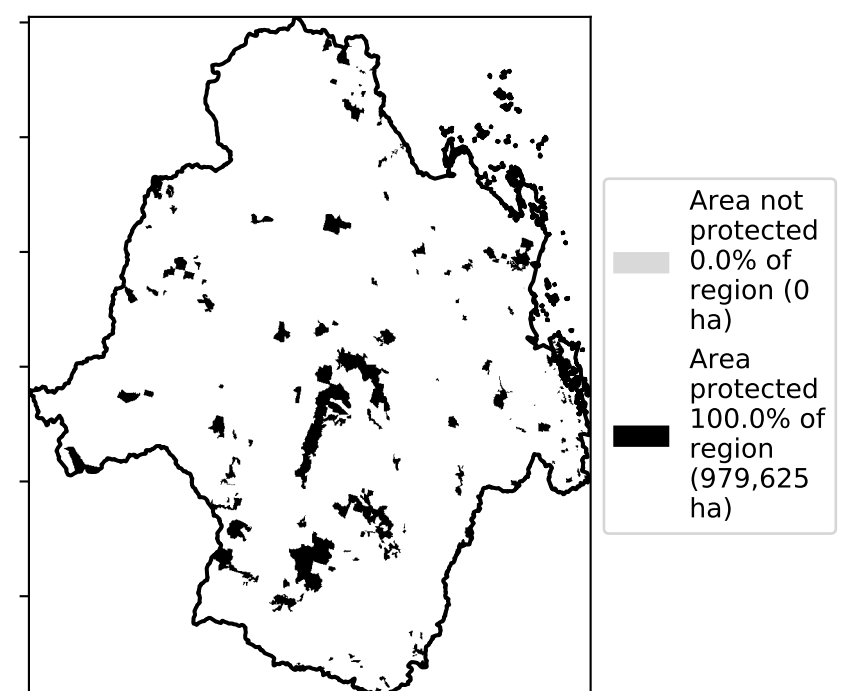 Area not
protected
0.0% of
region (0
ha)
Area
protected
100.0% of
region
(979,625
ha)